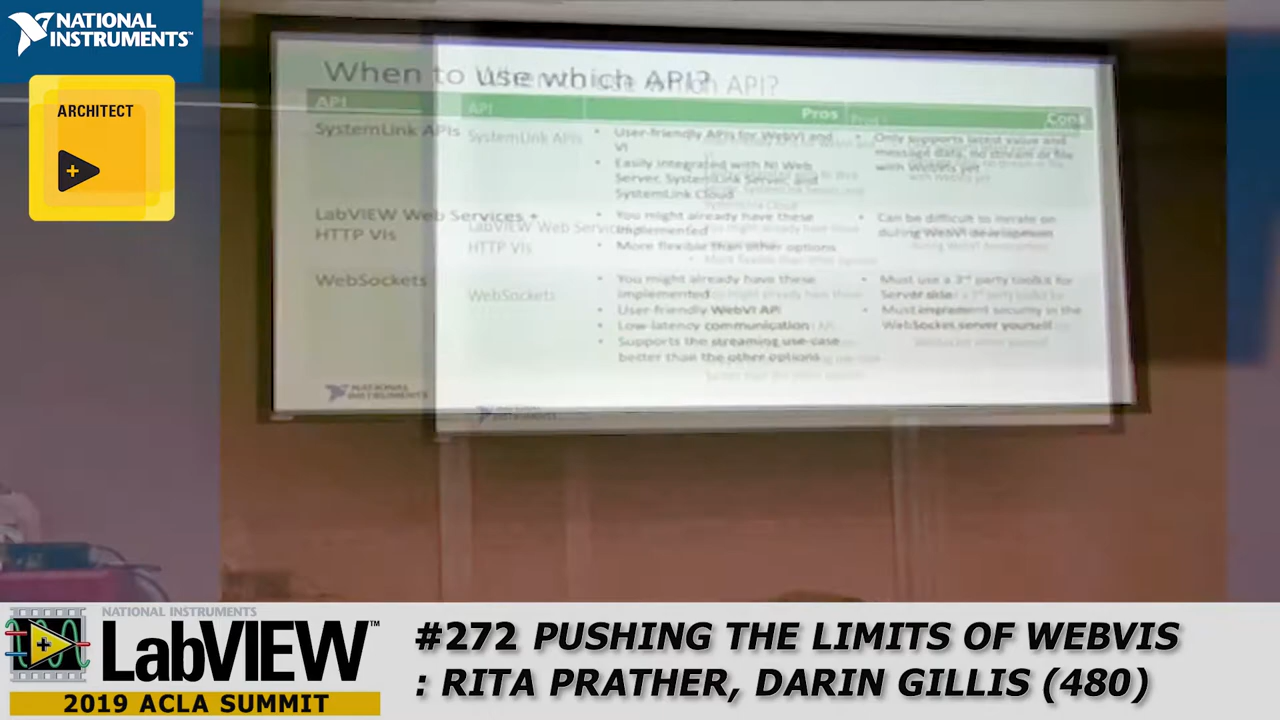 NATIONAL
INSTRUMENTS™
ARCHITECT
When to use which API?
API
Pros
Cons
SystemLink APIs
User-friendly APIs for WebVI and
VI
Easily integrated with NI Web
Server, SystemLink Server, and
SystemLink Cloud
Only supports latest value and
message data, no stream or file
with WebVIs yet
LabVIEW Web Services +
HTTP VIs
You might already have these
implemented
More flexible than other options
Can be difficult to iterate on
during WebVI development
WebSockets
You might already have these
implemented
User-friendly WebVI API
Low-latency communication
Supports the streaming use-case
better than the other options
Must use a 3rd party toolkit for
Server side
Must implement security in the
WebSocket server yourself
NATIONAL
INSTRUMENTS
NATIONAL INSTRUMENTS
LabVIEW™
2019 ACLA SUMMIT
#272 PUSHING THE LIMITS OF WEBVIS
: RITA PRATHER, DARIN GILLIS (480)